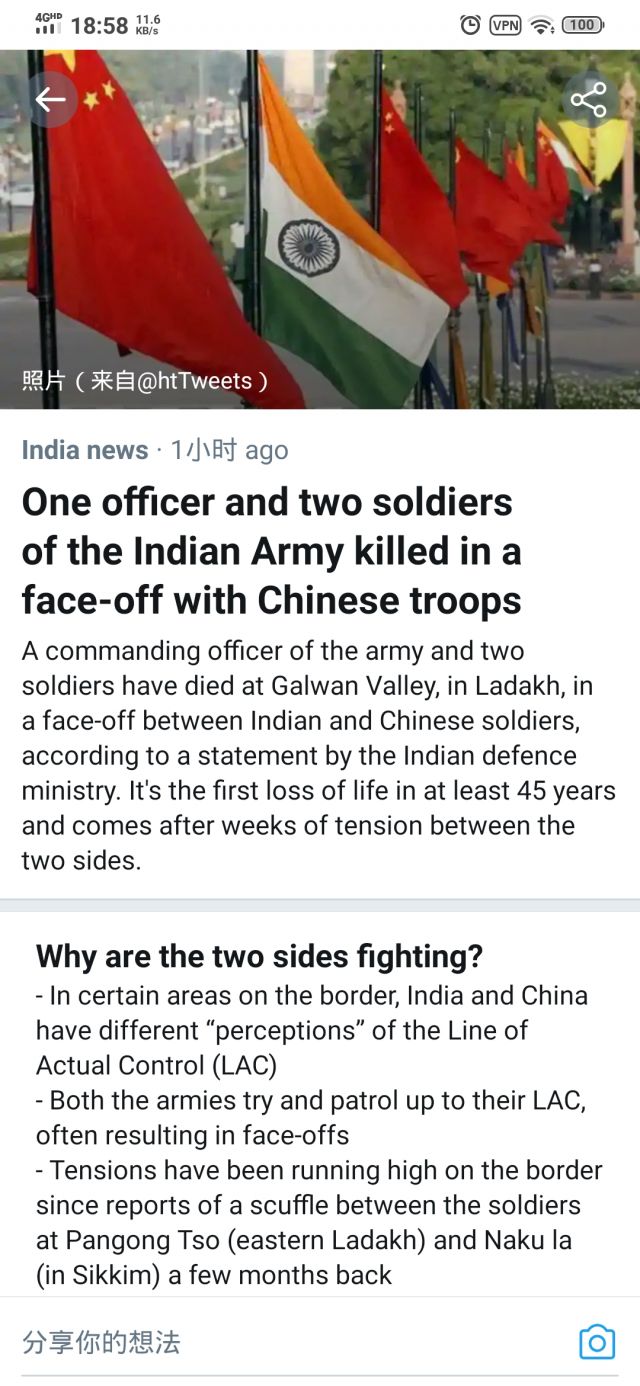 4GHD 18:58 11.6 KB/s VPN 100
照片（来自@htTweets）
India news · 1小时 ago
One officer and two soldiers
of the Indian Army killed in a
face-off with Chinese troops
A commanding officer of the army and two
soldiers have died at Galwan Valley, in Ladakh, in
a face-off between Indian and Chinese soldiers,
according to a statement by the Indian defence
ministry. It's the first loss of life in at least 45 years
and comes after weeks of tension between the
two sides.
Why are the two sides fighting?
- In certain areas on the border, India and China
have different “perceptions” of the Line of
Actual Control (LAC)
- Both the armies try and patrol up to their LAC,
often resulting in face-offs
- Tensions have been running high on the border
since reports of a scuffle between the soldiers
at Pangong Tso (eastern Ladakh) and Naku la
(in Sikkim) a few months back
分享你的想法